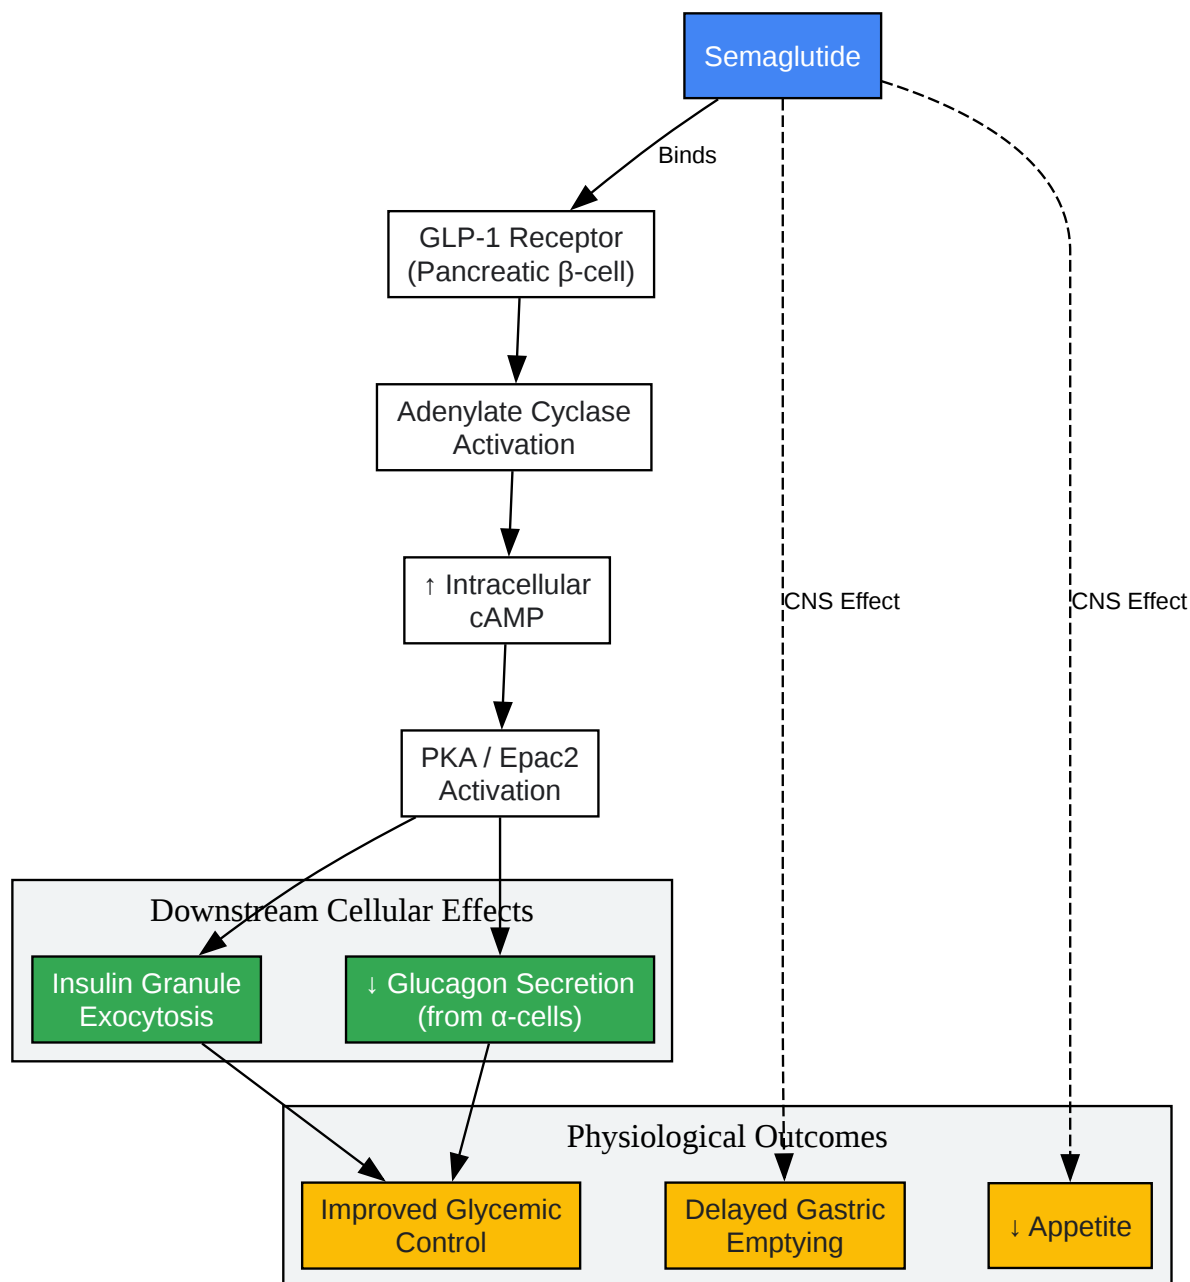 Semaglutide
Binds
GLP-1 Receptor
(Pancreatic β-cell)
Adenylate Cyclase
Activation
↑ Intracellular
cAMP
CNS Effect
CNS Effect
PKA / Epac2
Activation
Downstream Cellular Effects
Insulin Granule
Exocytosis
↓ Glucagon Secretion
(from α-cells)
Physiological Outcomes
Improved Glycemic
Control
Delayed Gastric
Emptying
↓ Appetite